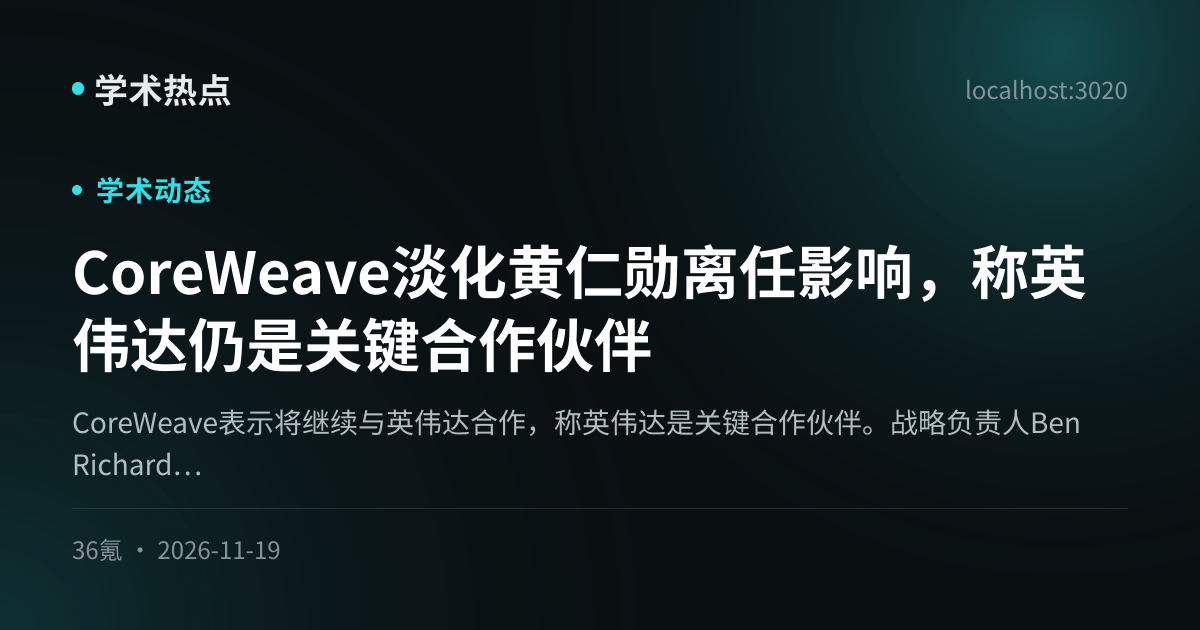 学术热点
localhost:3020
学术动态
CoreWeave淡化黄仁勋离任影响，称英
伟达仍是关键合作伙伴
CoreWeave表示将继续与英伟达合作，称英伟达是关键合作伙伴。战略负责人Ben
Richard…
36氪 · 2026-11-19